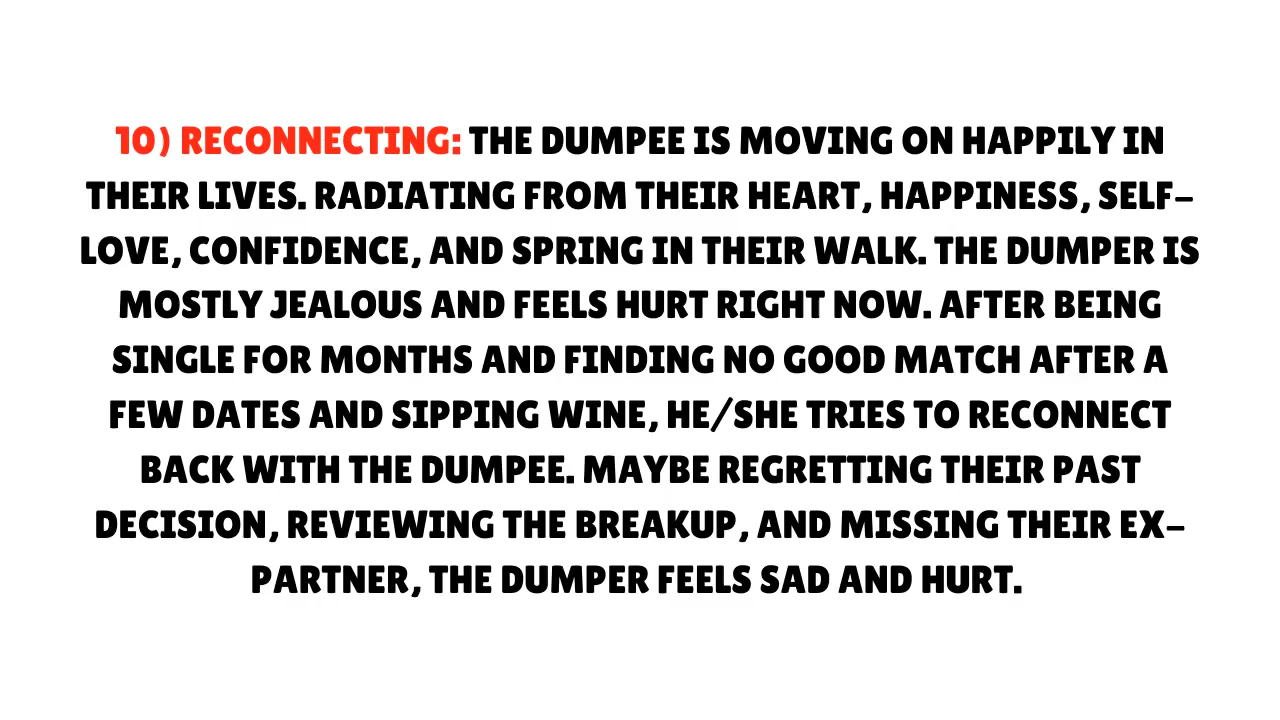 10) RECONNECTING: THE DUMPEE IS MOVING ON HAPPILY IN
THEIR LIVES. RADIATING FROM THEIR HEART, HAPPINESS, SELF-
LOVE, CONFIDENCE, AND SPRING IN THEIR WALK. THE DUMPER IS
MOSTLY JEALOUS AND FEELS HURT RIGHT NOW. AFTER BEING
SINGLE FOR MONTHS AND FINDING NO GOOD MATCH AFTER A
FEW DATES AND SIPPING WINE, HE/SHE TRIES TO RECONNECT
BACK WITH THE DUMPEE. MAYBE REGRETTING THEIR PAST
DECISION, REVIEWING THE BREAKUP, AND MISSING THEIR EX-
PARTNER, THE DUMPER FEELS SAD AND HURT.